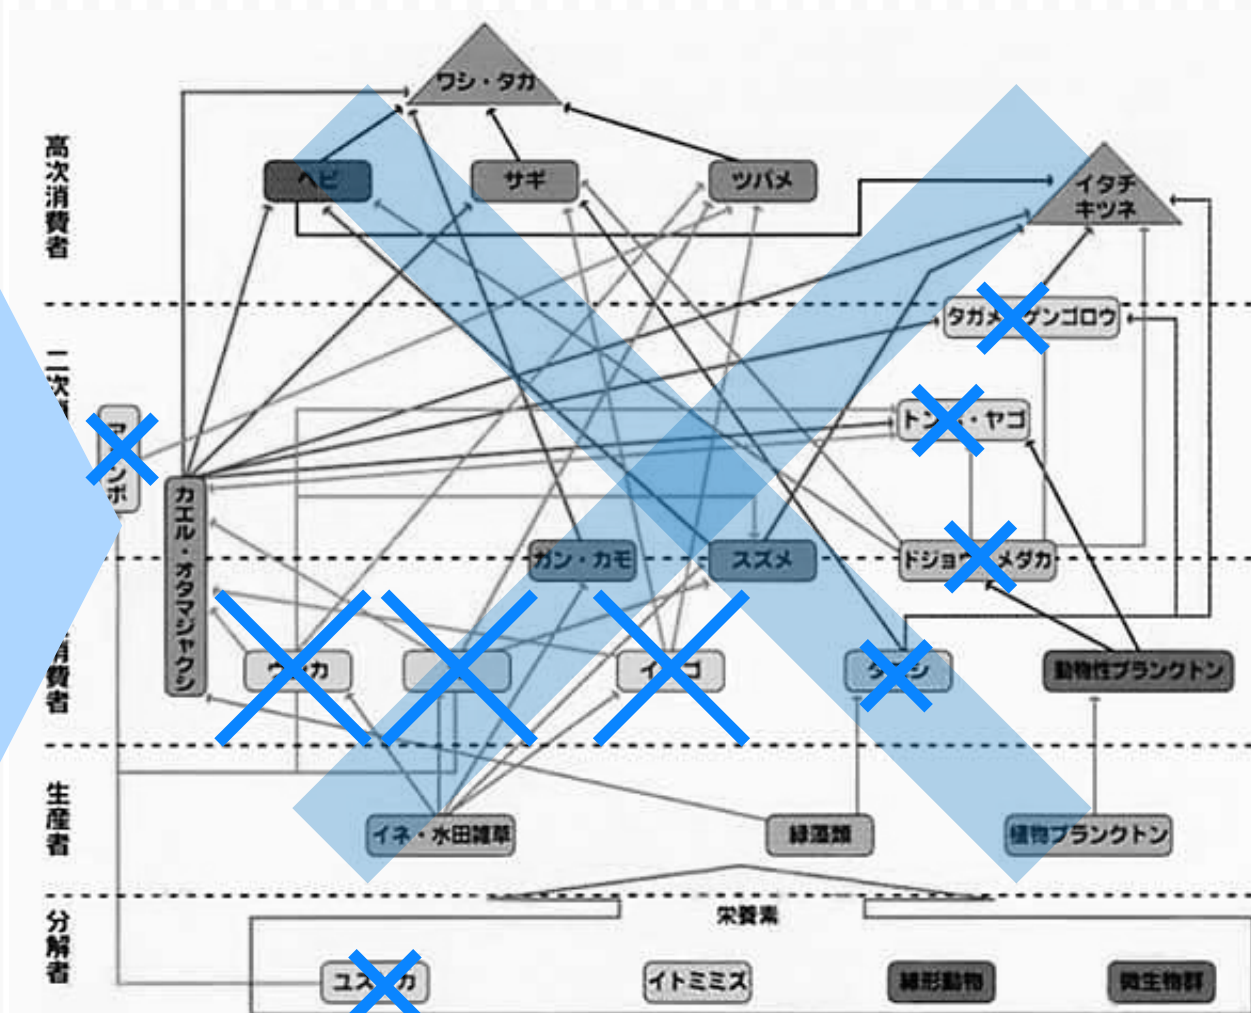 ワシ・タカ
高次消費者
ヘビ
サギ
ツバメ
イタチ
キツネ
タガメ ゲンゴロウ
二次
トン ・ヤゴ
カエル・オタマジャクシ
ガン・カモ
スズメ
ドジョウ メダカ
消費者
動物性プランクトン
生産者
イネ・水田雑草
緑藻類
植物プランクトン
分解者
栄養素
イトミミズ
線形動物
微生物群